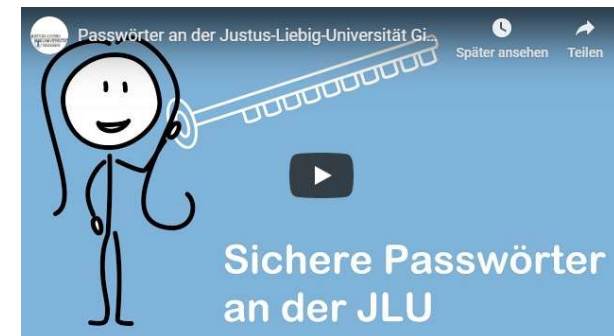 Passwörter an der Justus-Liebig-Universität Gi...
Später ansehen
Teilen
Sichere Passwörter
an der JLU